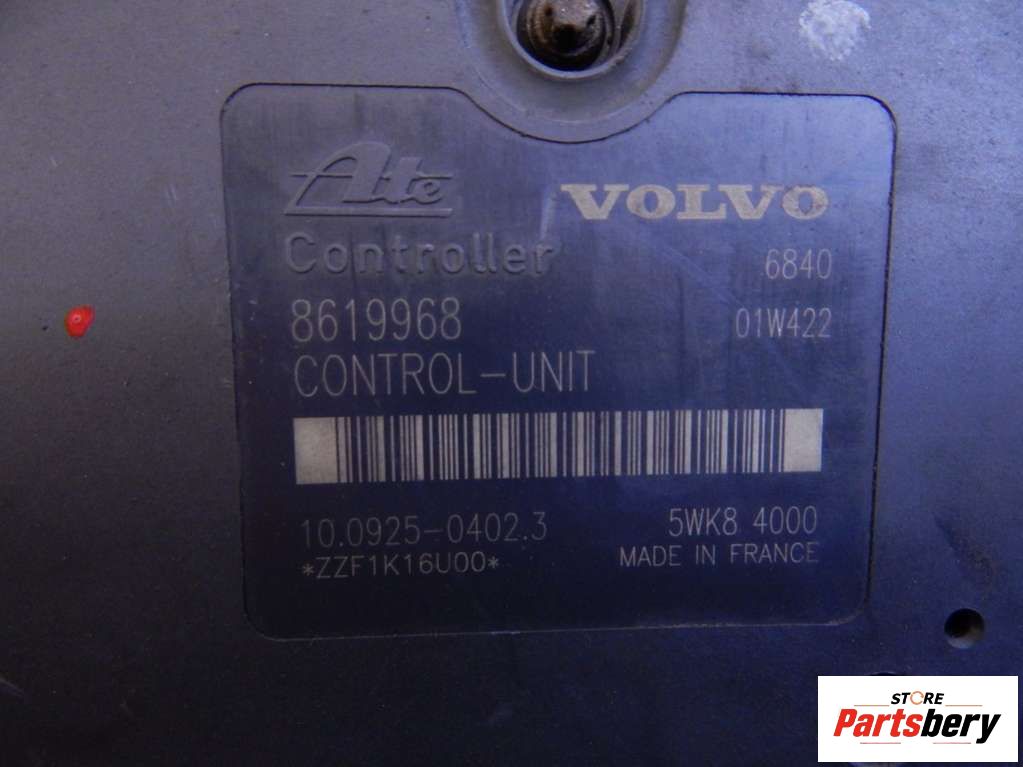 Ate VOLVO
Controller 6840
8619968 01W422
CONTROL-UNIT
10.0925-0402.3 5WK8 4000
*ZZF1K16U00* MADE IN FRANCE
STORE
Partsbery